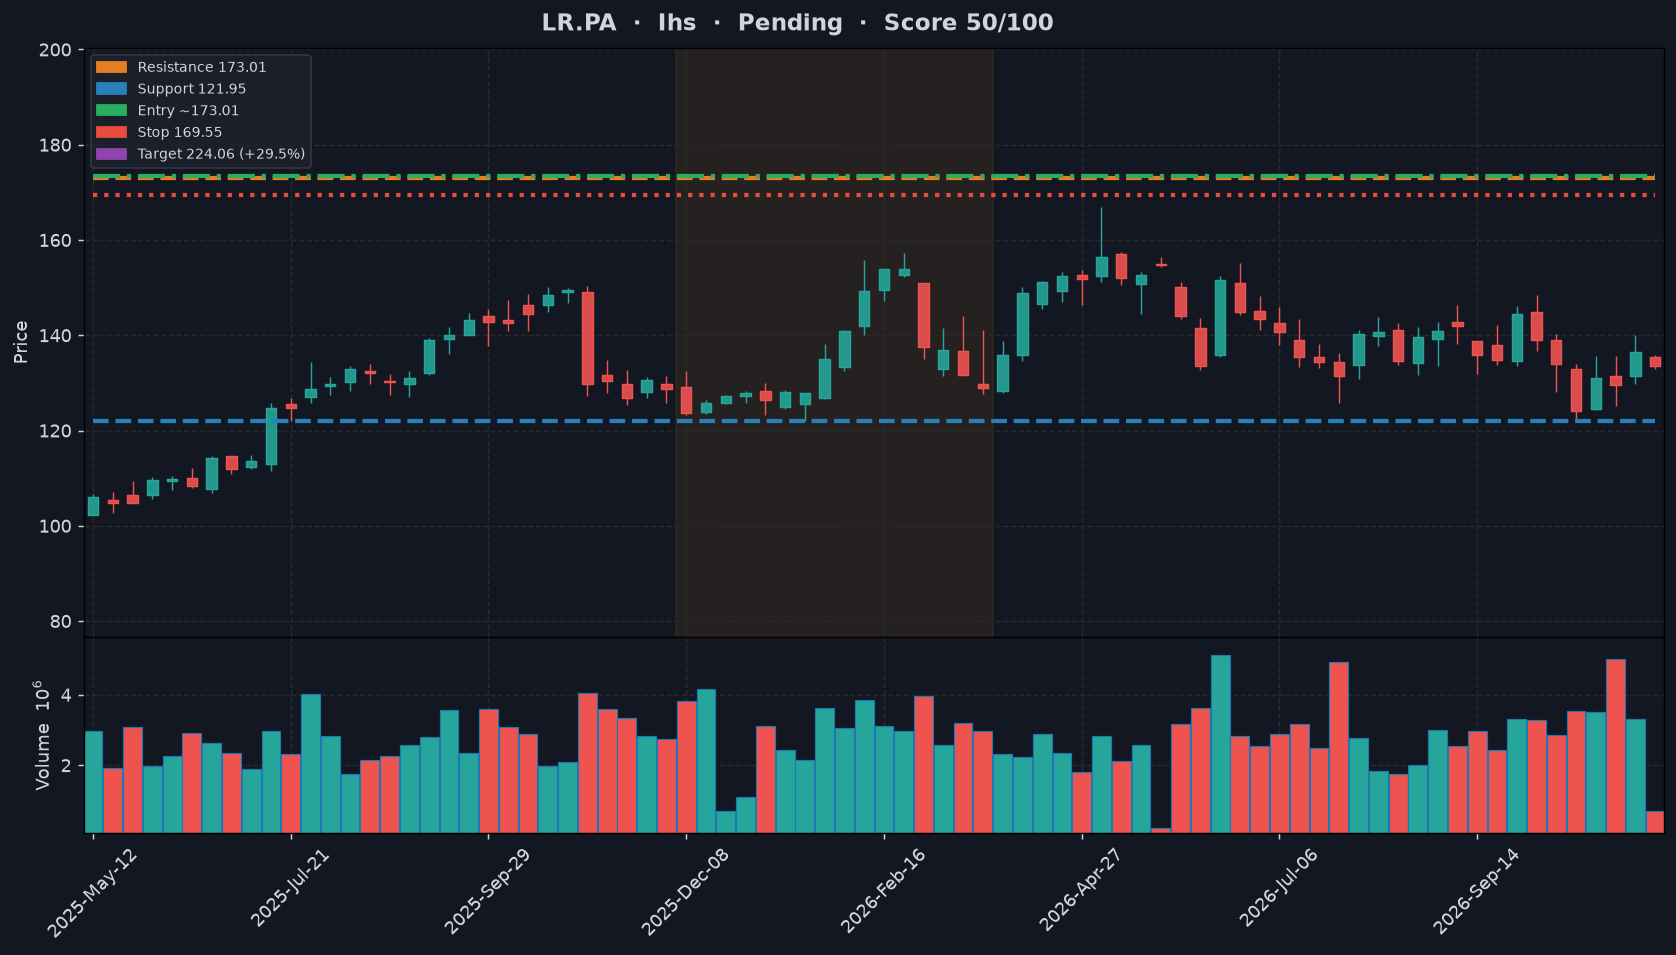 LR.PA · Ihs · Pending · Score 50/100
Resistance 173.01
Support 121.95
Entry ~173.01
Stop 169.55
Target 224.06 (+29.5%)
200
180
160
140
120
100
80
Price
4
2
Volume 10⁶
2025-May-12
2025-Jul-21
2025-Sep-29
2025-Dec-08
2026-Feb-16
2026-Apr-27
2026-Jul-06
2026-Sep-14